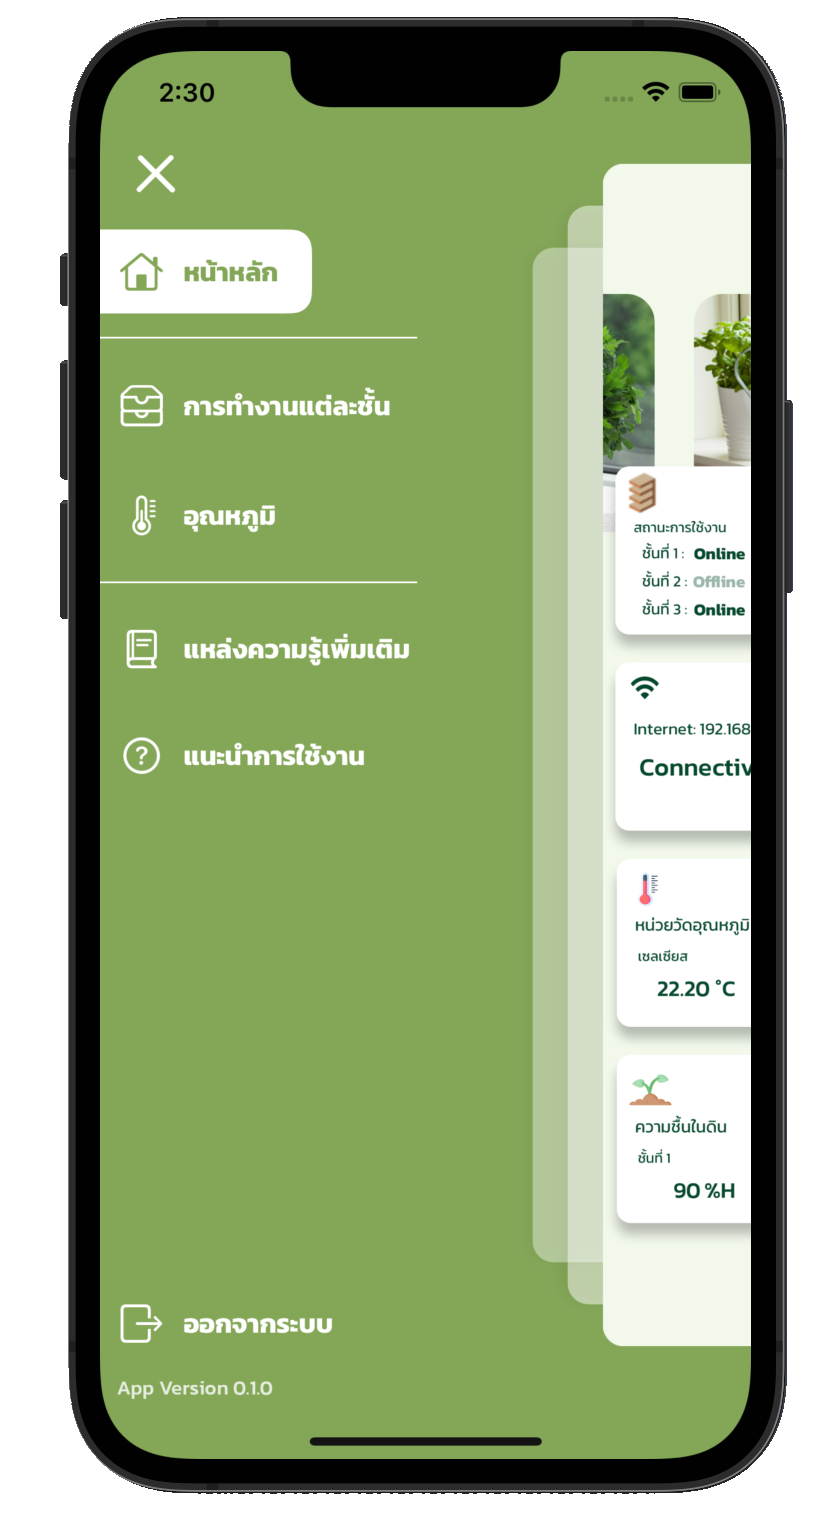 2:30
หน้าหลัก
การทำงานแต่ละชั้น
อุณหภูมิ
แหล่งความรู้เพิ่มเติม
แนะนำการใช้งาน
ออกจากระบบ
App Version 0.1.0
สถานะการใช้งาน
ชั้นที่ 1 : Online
ชั้นที่ 2 : Offline
ชั้นที่ 3 : Online
Internet: 192.168
Connectiv
หน่วยวัดอุณหภูมิ
เซลเซียส
22.20 °C
ความชื้นในดิน
ชั้นที่ 1
90 %H